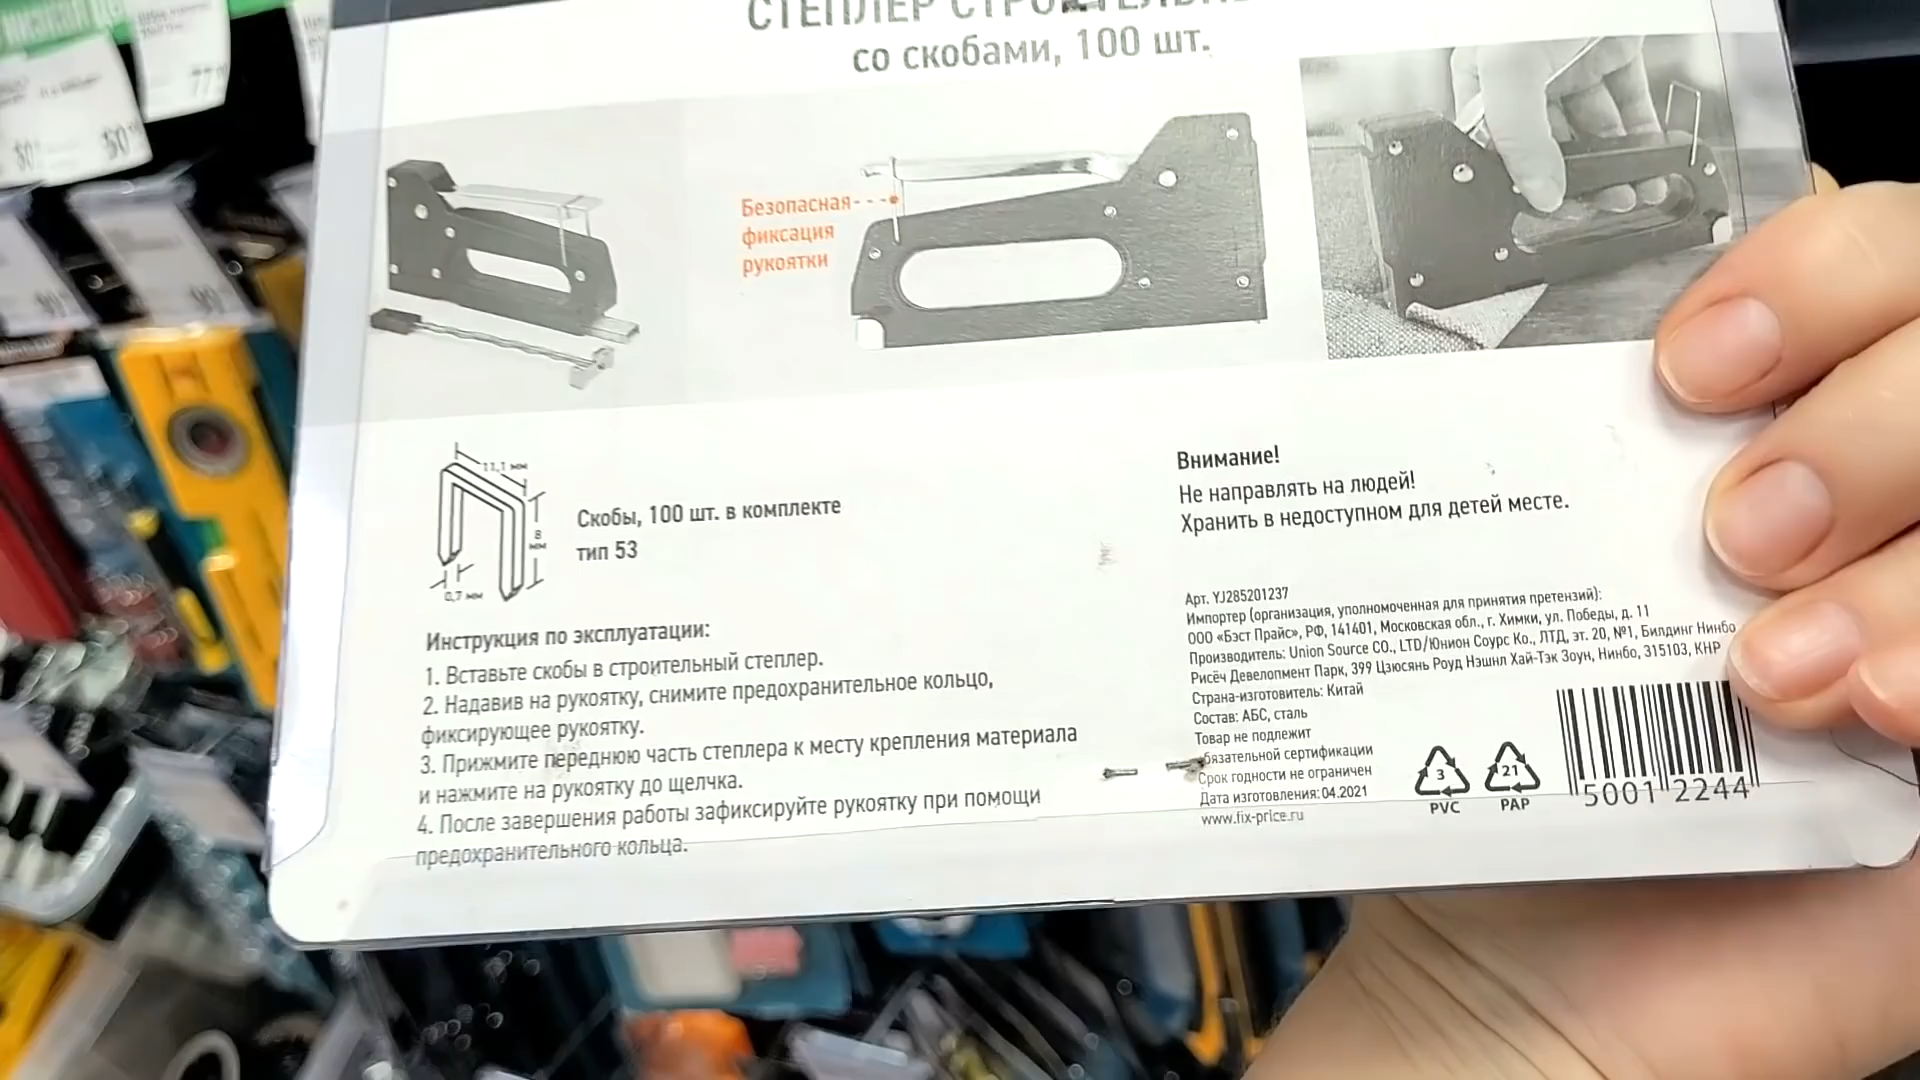 СТЕПЛЕР
со скобами, 100 шт.
Безопасная
фиксация
рукоятки
11,1 мм
8
мм
0,7 мм
Скобы, 100 шт. в комплекте
тип 53
Инструкция по эксплуатации:
1. Вставьте скобы в строительный степлер.
2. Надавив на рукоятку, снимите предохранительное кольцо,
фиксирующее рукоятку.
3. Прижмите переднюю часть степлера к месту крепления материала
и нажмите на рукоятку до щелчка.
4. После завершения работы зафиксируйте рукоятку при помощи
предохранительного кольца.
Внимание!
Не направлять на людей!
Хранить в недоступном для детей месте.
Арт. YJ285201237
Импортер (организация, уполномоченная для принятия претензий):
ООО «Бэст Прайс», РФ, 141401, Московская обл., г. Химки, ул. Победы, д. 11
Производитель: Union Source CO., LTD/Юнион Соурс Ко., ЛТД, эт. 20, №1, Билдинг Нинбо
Рисёч Девелопмент Парк, 399 Цзюсянь Роуд Нэшнл Хай-Тэк Зоун, Нинбо, 315103, КНР
Страна-изготовитель: Китай
Состав: АБС, сталь
Товар не подлежит
бязательной сертификации
Срок годности не ограничен
Дата изготовления: 04.2021
www.fix-price.ru
3
PVC
21
PAP
5001 2244
77
50
50
99